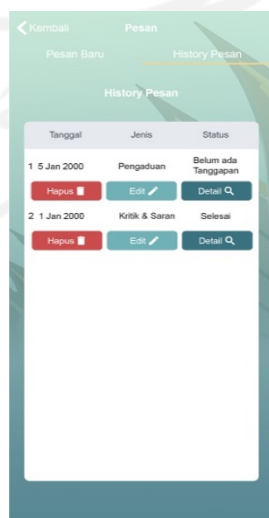 Kembali Pesan
Pesan Baru History Pesan
History Pesan
Tanggal Jenis Status
1 5 Jan 2000 Pengaduan Belum ada Tanggapan
Hapus Edit Detail
2 1 Jan 2000 Kritik & Saran Selesai
Hapus Edit Detail